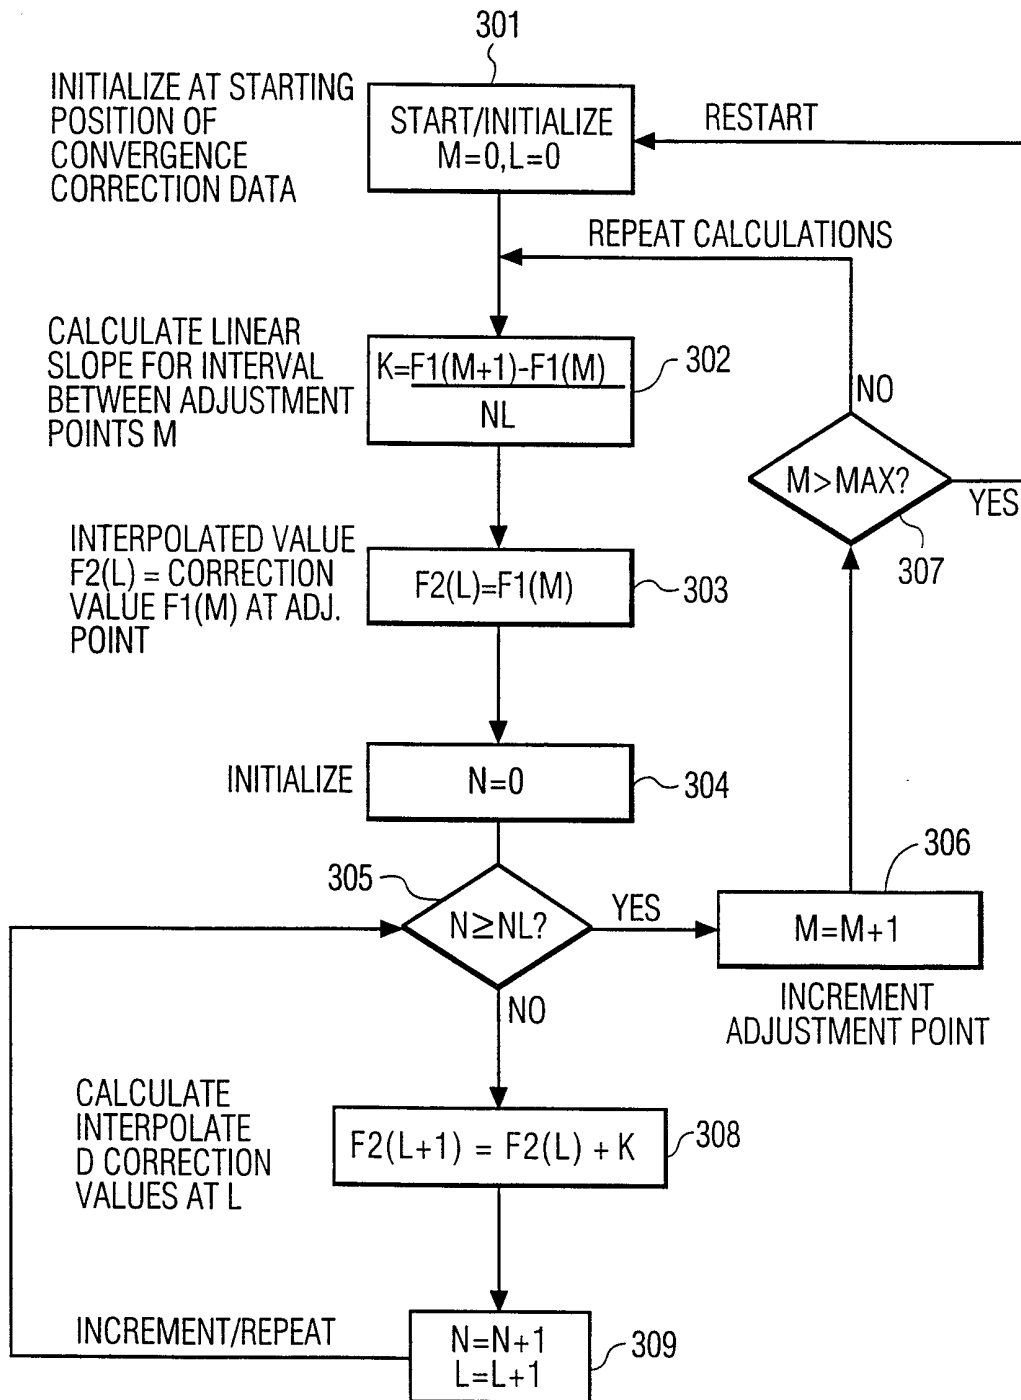 301
INITIALIZE AT STARTING
POSITION OF
CONVERGENCE
CORRECTION DATA
START/INITIALIZE
M=0,L=0
RESTART
REPEAT CALCULATIONS
CALCULATE LINEAR
SLOPE FOR INTERVAL
BETWEEN ADJUSTMENT
POINTS M
K=F1(M+1)-F1(M)
NL
302
NO
M>MAX?
YES
307
INTERPOLATED VALUE
F2(L) = CORRECTION
VALUE F1(M) AT ADJ.
POINT
F2(L)=F1(M)
303
INITIALIZE
N=0
304
305
N≥NL?
YES
306
M=M+1
INCREMENT
ADJUSTMENT POINT
NO
CALCULATE
INTERPOLATE
D CORRECTION
VALUES AT L
F2(L+1) = F2(L) + K
308
INCREMENT/REPEAT
N=N+1
L=L+1
309